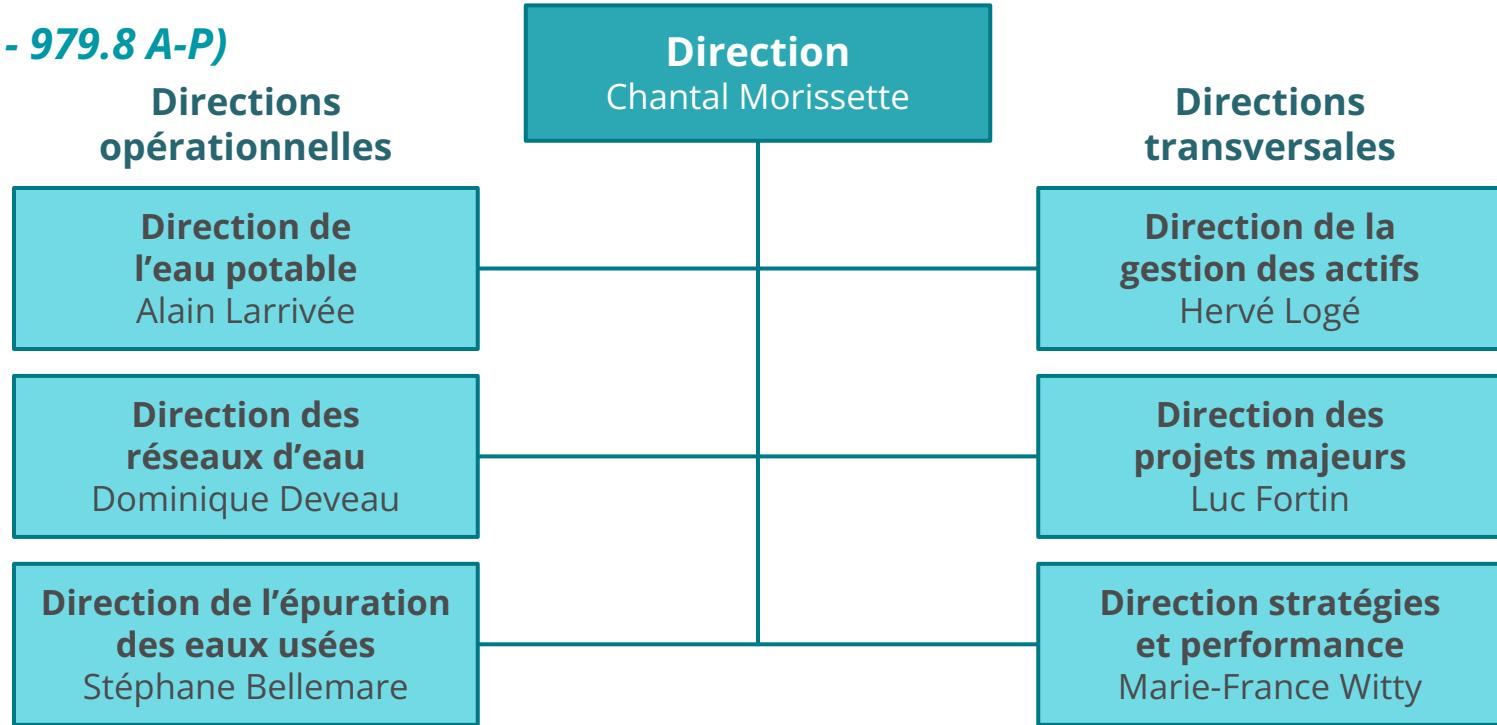 - 979.8 A-P)
Direction
Chantal Morissette
Directions
opérationnelles
Direction de
l’eau potable
Alain Larrivée
Direction des
réseaux d’eau
Dominique Deveau
Direction de l’épuration
des eaux usées
Stéphane Bellemare
Directions
transversales
Direction de la
gestion des actifs
Hervé Logé
Direction des
projets majeurs
Luc Fortin
Direction stratégies
et performance
Marie-France Witty